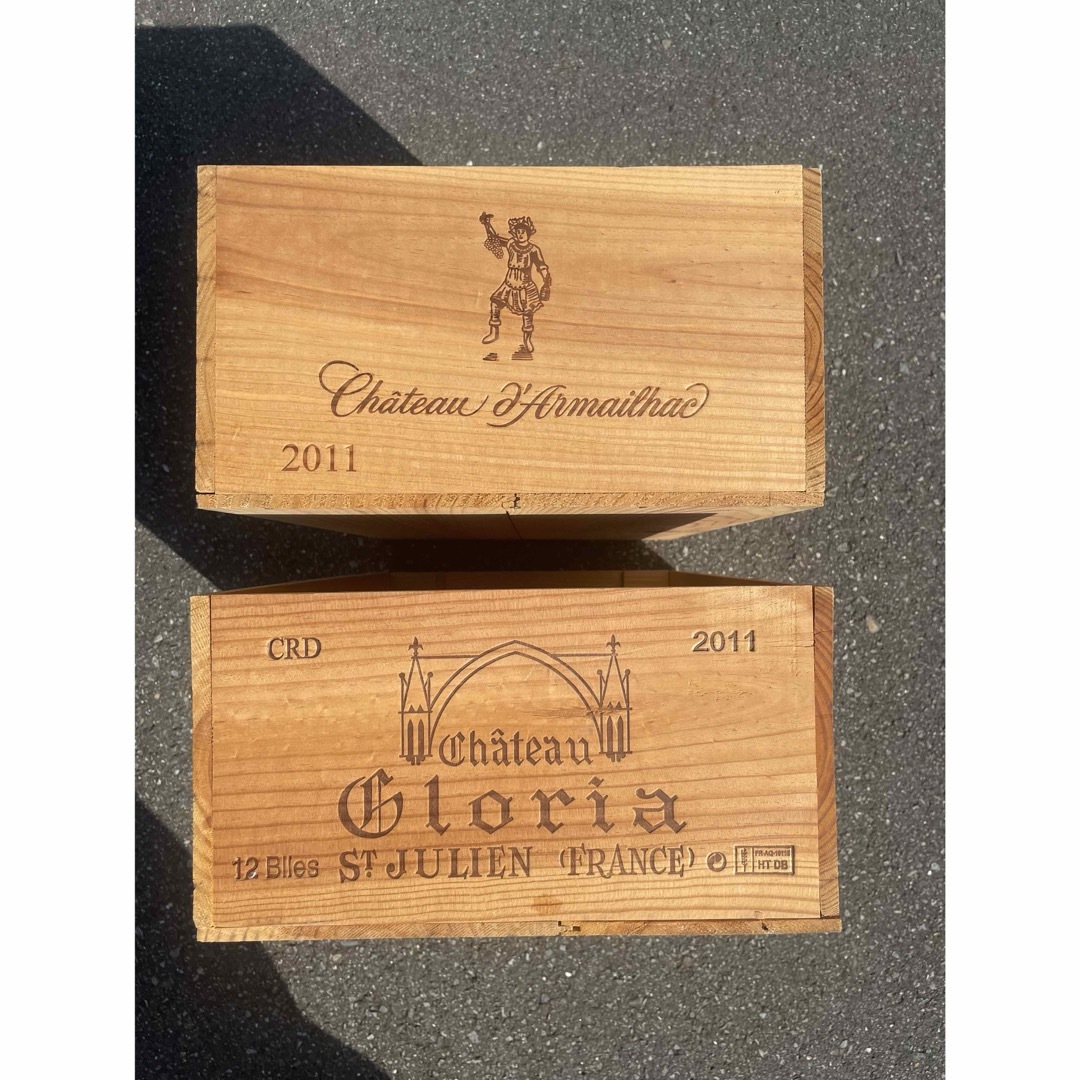 Château d'Armailhac
2011
CRD 2011
Château
Gloria
12 Blles ST JULIEN (FRANCE)
HT DB